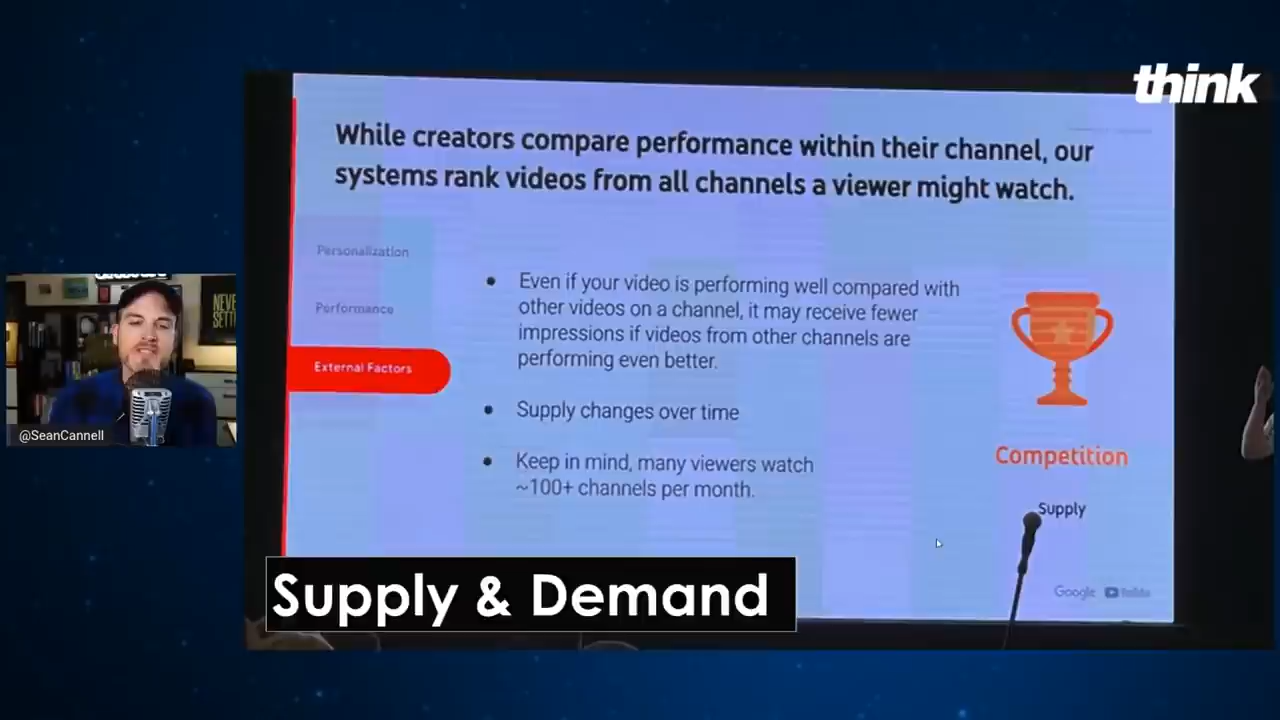 think
While creators compare performance within their channel, our
systems rank videos from all channels a viewer might watch.
Personalization
Performance
External Factors
Even if your video is performing well compared with
other videos on a channel, it may receive fewer
impressions if videos from other channels are
performing even better.
Supply changes over time
Keep in mind, many viewers watch
~100+ channels per month.
Competition
Supply
Google YouTube
Supply & Demand
NEVE
SETTL
@SeanCannell